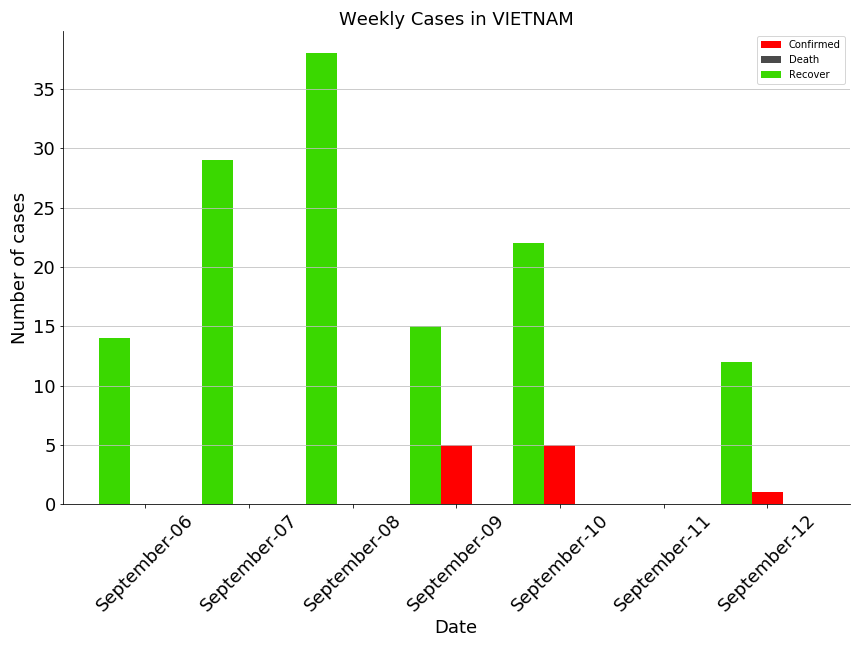 Weekly Cases in VIETNAM
Confirmed
Death
Recover
Number of cases
35
30
25
20
15
10
5
0
September-06
September-07
September-08
September-09
September-10
September-11
September-12
Date